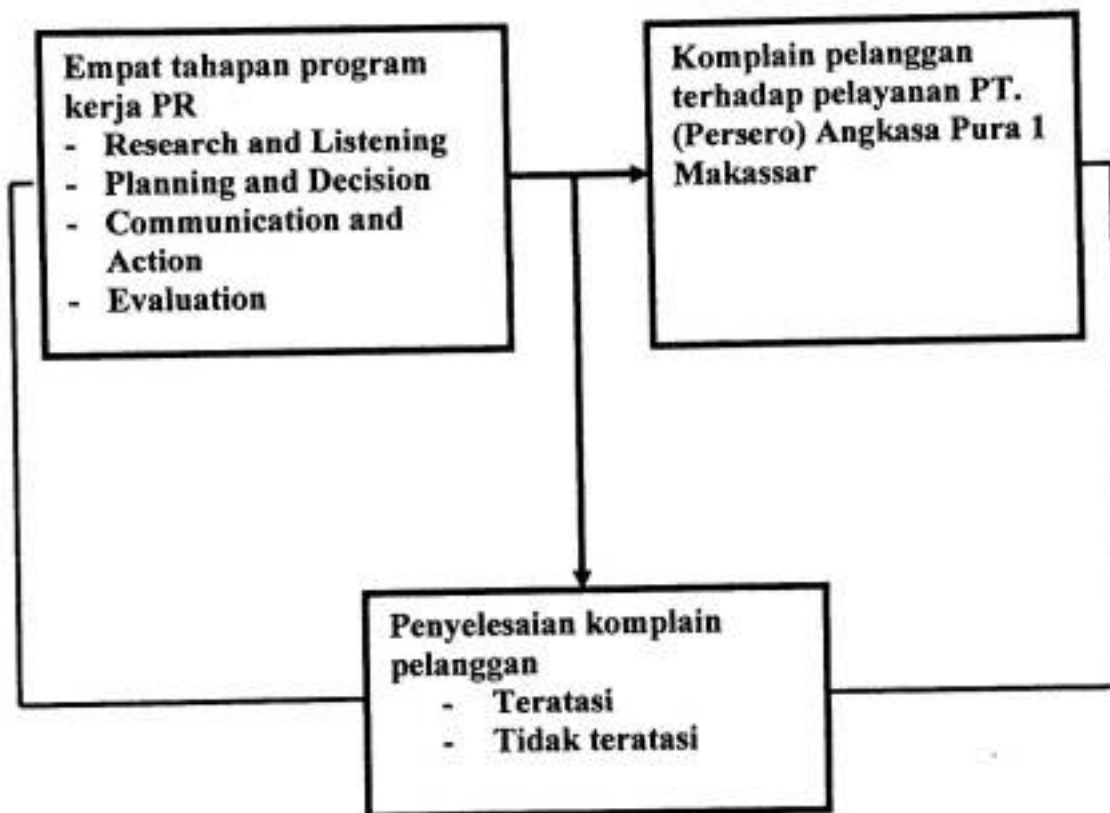 Empat tahapan program
kerja PR
- Research and Listening
- Planning and Decision
- Communication and
Action
- Evaluation
Komplain pelanggan
terhadap pelayanan PT.
(Persero) Angkasa Pura 1
Makassar
Penyelesaian komplain
pelanggan
- Teratasi
- Tidak teratasi